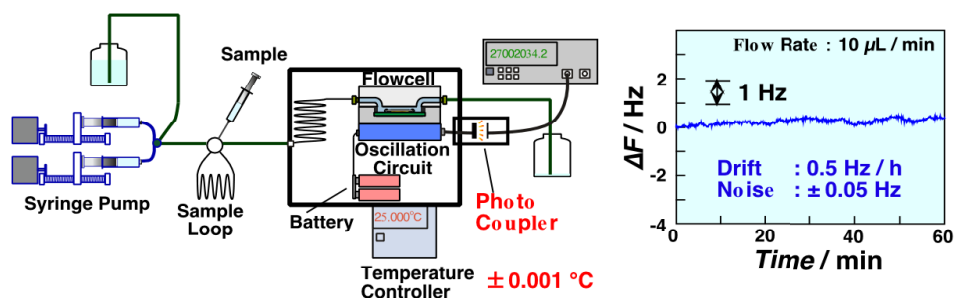 Syringe Pump
Sample
Sample
Loop
Flowcell
Oscillation
Circuit
Battery
27002034.2
Photo
Coupler
25.000°C
Temperature
Controller
± 0.001 °C
Flow Rate : 10 μL / min
1 Hz
Drift : 0.5 Hz / h
Noise : ± 0.05 Hz
ΔF / Hz
2
0
-2
-4
0 20 40 60
Time / min